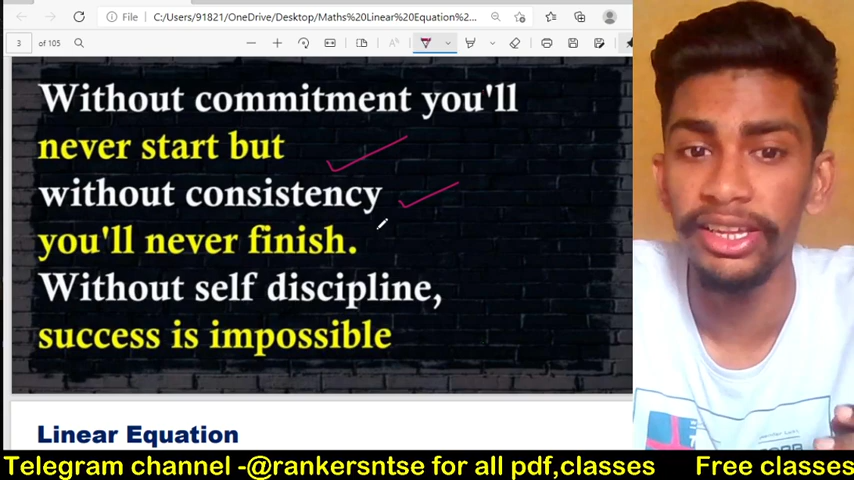 File
C:/Users/91821/OneDrive/Desktop/Maths%20Linear%20Equation%2...
3 of 105
Without commitment you'll
never start but
without consistency
you'll never finish.
Without self discipline,
success is impossible
Linear Equation
Telegram channel -@rankersntse for all pdf,classes Free classes